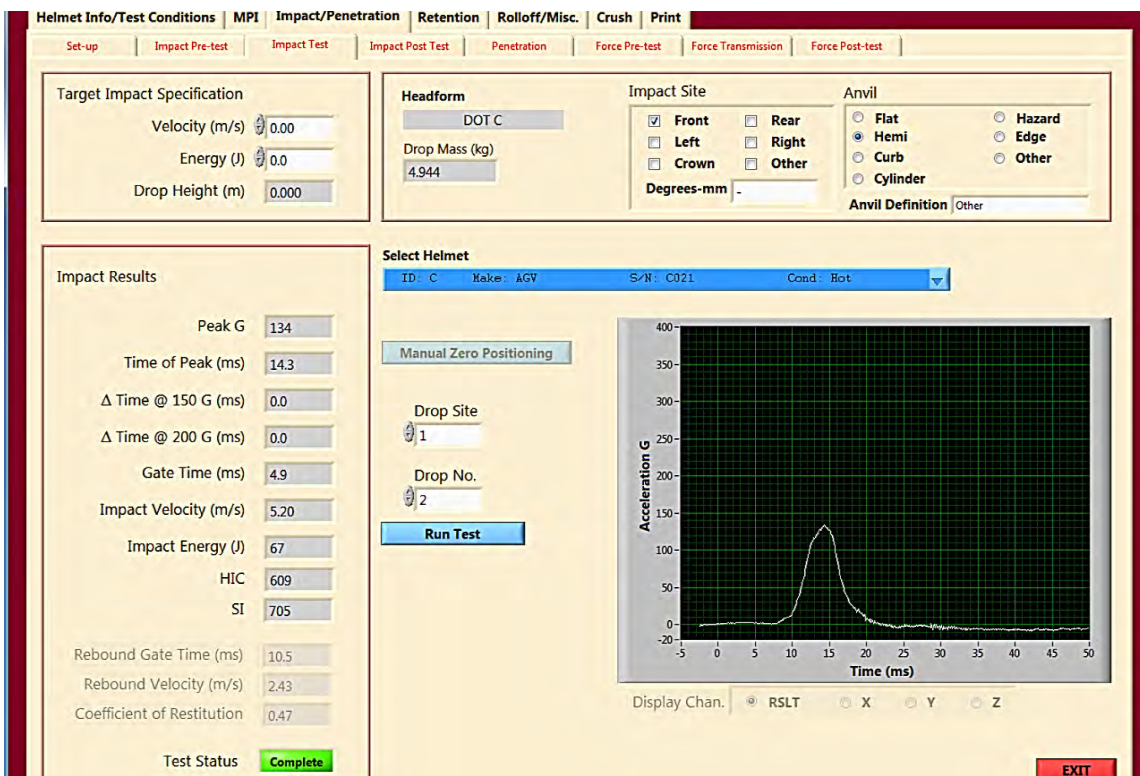 Helmet Info/Test Conditions MPI Impact/Penetration Retention Rolloff/Misc. Crush Print
Set-up Impact Pre-test Impact Test Impact Post Test Penetration Force Pre-test Force Transmission Force Post-test
Target Impact Specification
Velocity (m/s) 0.00
Energy (J) 0.0
Drop Height (m) 0.000
Headform
DOT C
Drop Mass (kg)
4.944
Impact Site
Front Rear
Left Right
Crown Other
Degrees-mm -
Anvil
Flat Hazard
Hemi Edge
Curb Other
Cylinder
Anvil Definition Other
Impact Results
Peak G 134
Time of Peak (ms) 14.3
Δ Time @ 150 G (ms) 0.0
Δ Time @ 200 G (ms) 0.0
Gate Time (ms) 4.9
Impact Velocity (m/s) 5.20
Impact Energy (J) 67
HIC 609
SI 705
Rebound Gate Time (ms) 10.5
Rebound Velocity (m/s) 2.43
Coefficient of Restitution 0.47
Test Status Complete
Select Helmet
ID: C Make: AGV S/N: C021 Cond: Hot
Manual Zero Positioning
Drop Site
1
Drop No.
2
Run Test
Acceleration G
400
350
300
250
200
150
100
50
0
-20
-5 0 5 10 15 20 25 30 35 40 45 50
Time (ms)
Display Chan. RSLT X Y Z
EXIT